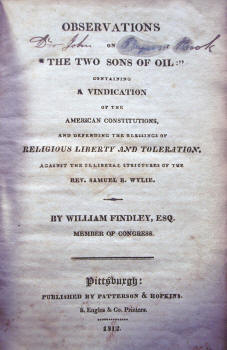 OBSERVATIONS
ON
"THE TWO SONS OF OIL:"
CONTAINING
A VINDICATION
OF THE
AMERICAN CONSTITUTIONS,
AND DEFENDING THE BLESSINGS OF
RELIGIOUS LIBERTY AND TOLERATION,
AGAINST THE ILLIBERAL STRICTURES OF THE
REV. SAMUEL B. WYLIE.
BY WILLIAM FINDLEY, ESQ.
MEMBER OF CONGRESS.
Pittsburgh:
PUBLISHED BY PATTERSON & HOPKINS.
S. Engles & Co. Printers.
1812.